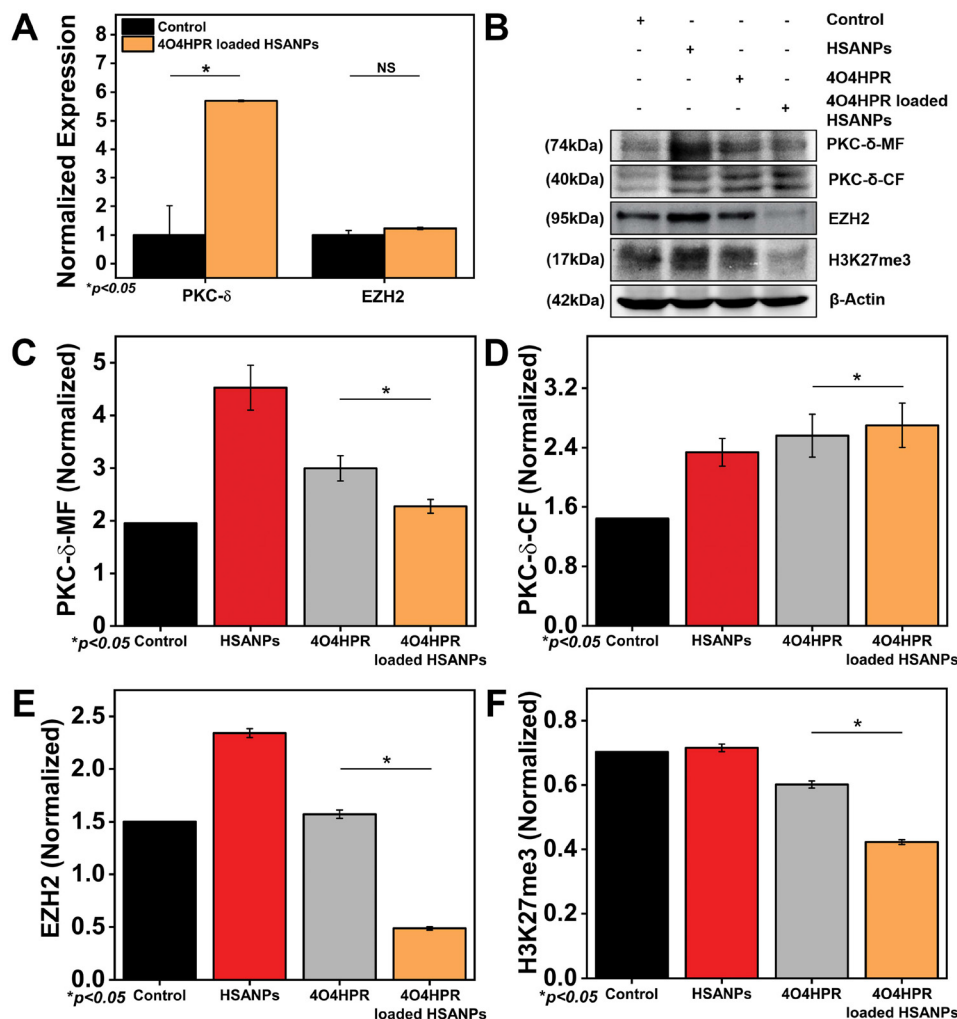 A
Control
4O4HPR loaded HSANPs
Normalized Expression
8
7
6
5
4
3
2
1
0
*
NS
*p<0.05
PKC-δ
EZH2
B
+ - - - Control
- + - - HSANPs
- - + - 4O4HPR
- - - + 4O4HPR loaded
HSANPs
(74kDa) PKC-δ-MF
(40kDa) PKC-δ-CF
(95kDa) EZH2
(17kDa) H3K27me3
(42kDa) β-Actin
C
PKC-δ-MF (Normalized)
5
4
3
2
1
0
*
*p<0.05 Control HSANPs 4O4HPR 4O4HPR
loaded HSANPs
D
PKC-δ-CF (Normalized)
3.2
2.4
1.6
0.8
0.0
*
*p<0.05 Control HSANPs 4O4HPR 4O4HPR
loaded HSANPs
E
EZH2 (Normalized)
2.5
2.0
1.5
1.0
0.5
0.0
*
*p<0.05 Control HSANPs 4O4HPR 4O4HPR
loaded HSANPs
F
H3K27me3 (Normalized)
0.8
0.6
0.4
0.2
0.0
*
*p<0.05 Control HSANPs 4O4HPR 4O4HPR
loaded HSANPs